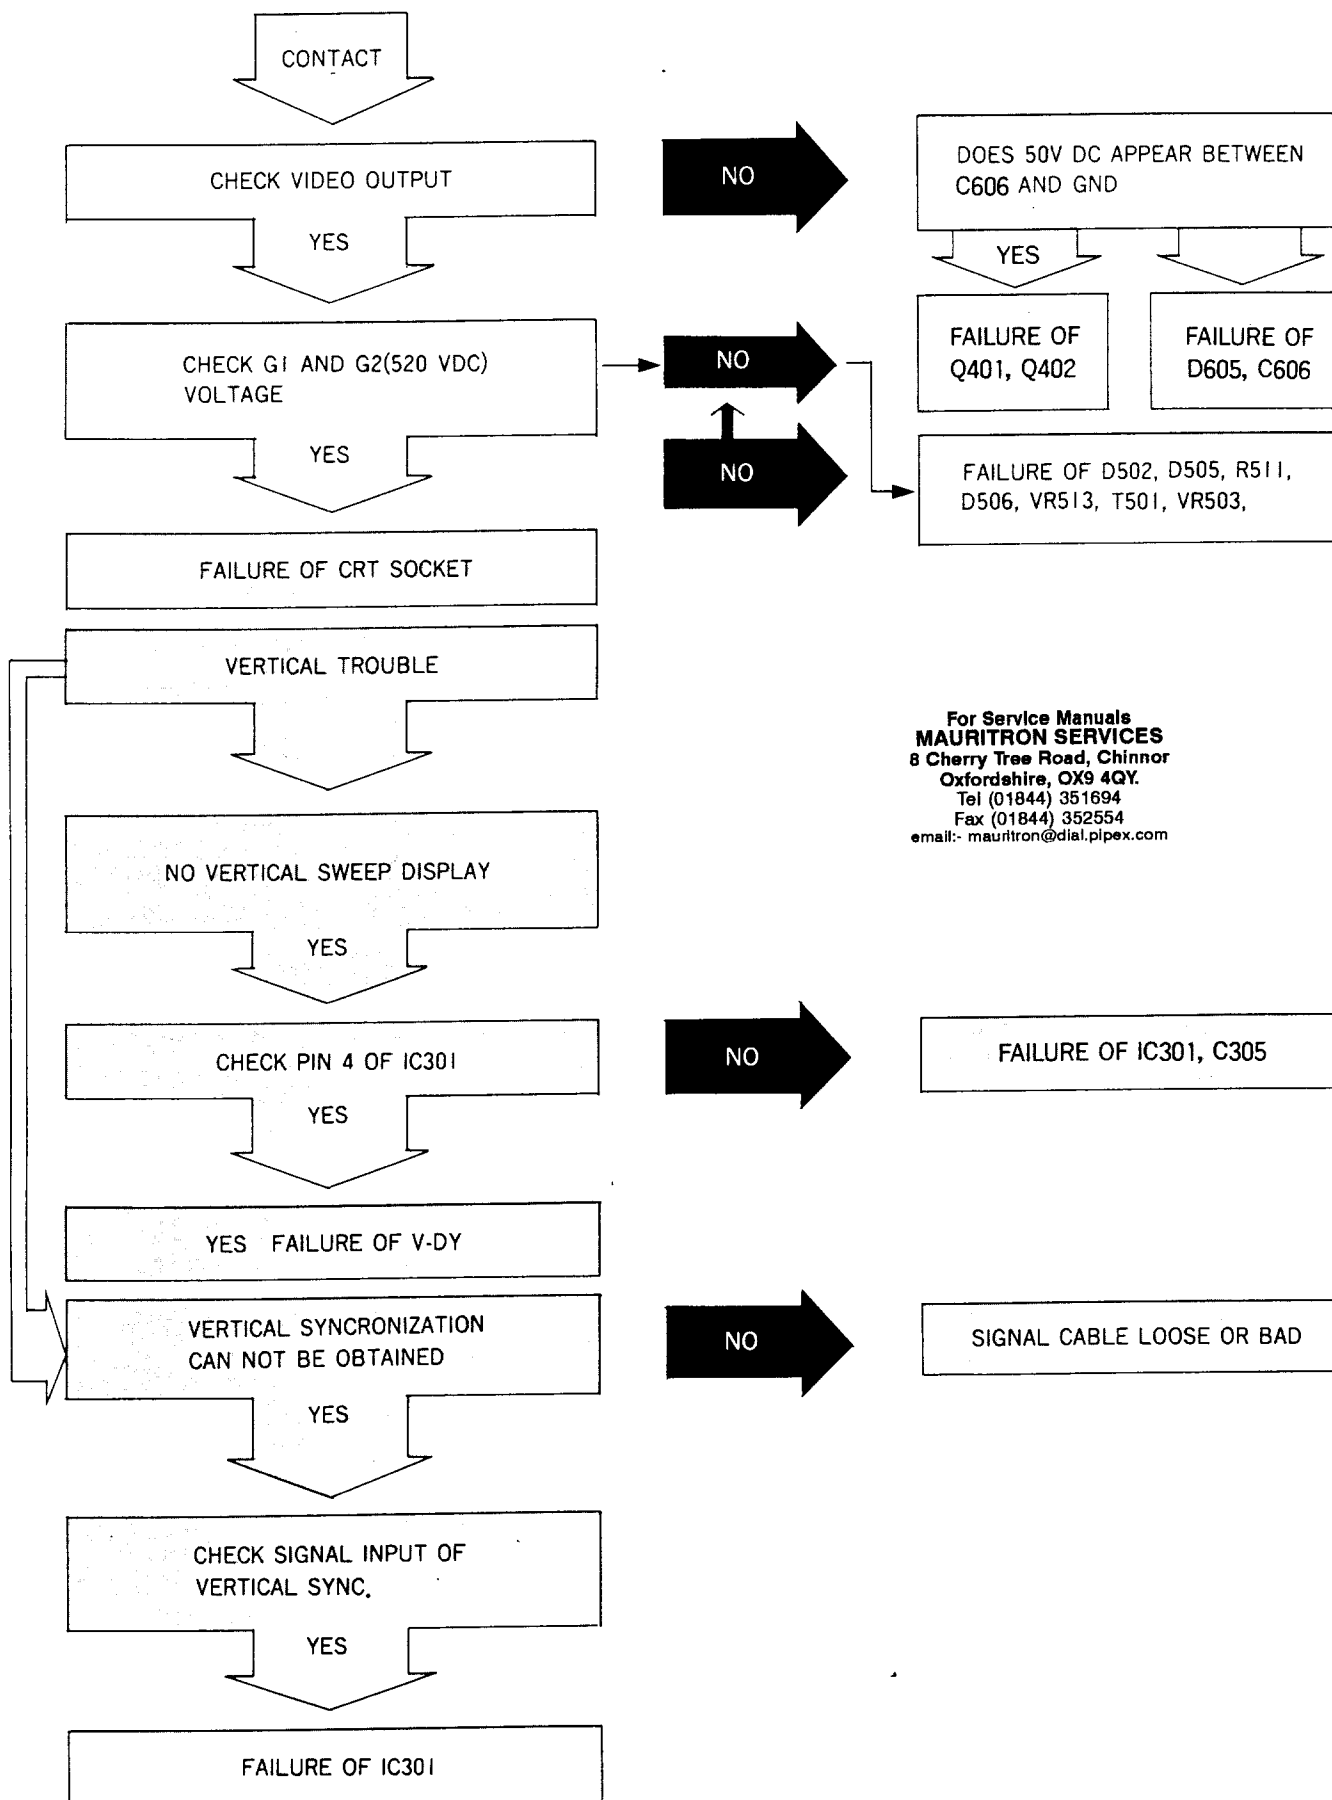 CONTACT
CHECK VIDEO OUTPUT
NO
DOES 50V DC APPEAR BETWEEN
C606 AND GND
YES
YES
CHECK G1 AND G2(520 VDC)
VOLTAGE
NO
FAILURE OF
Q401, Q402
FAILURE OF
D605, C606
YES
NO
FAILURE OF D502, D505, R511,
D506, VR513, T501, VR503,
FAILURE OF CRT SOCKET
VERTICAL TROUBLE
For Service Manuals
MAURITRON SERVICES
8 Cherry Tree Road, Chinnor
Oxfordshire, OX9 4QY.
Tel (01844) 351694
Fax (01844) 352554
email:- mauritron@dial.pipex.com
NO VERTICAL SWEEP DISPLAY
YES
CHECK PIN 4 OF IC301
NO
FAILURE OF IC301, C305
YES
YES FAILURE OF V-DY
VERTICAL SYNCRONIZATION
CAN NOT BE OBTAINED
NO
SIGNAL CABLE LOOSE OR BAD
YES
CHECK SIGNAL INPUT OF
VERTICAL SYNC.
YES
FAILURE OF IC301